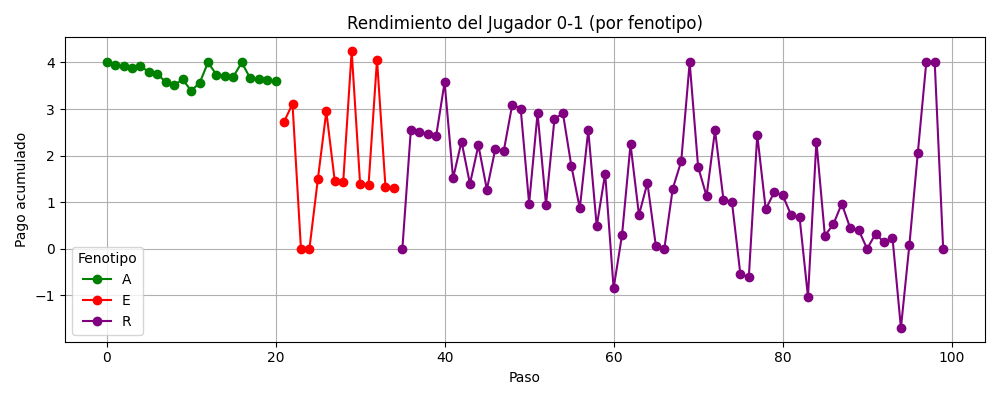 Rendimiento del Jugador 0-1 (por fenotipo)
Pago acumulado
4
3
2
1
0
−1
Fenotipo
A
E
R
0 20 40 60 80 100
Paso